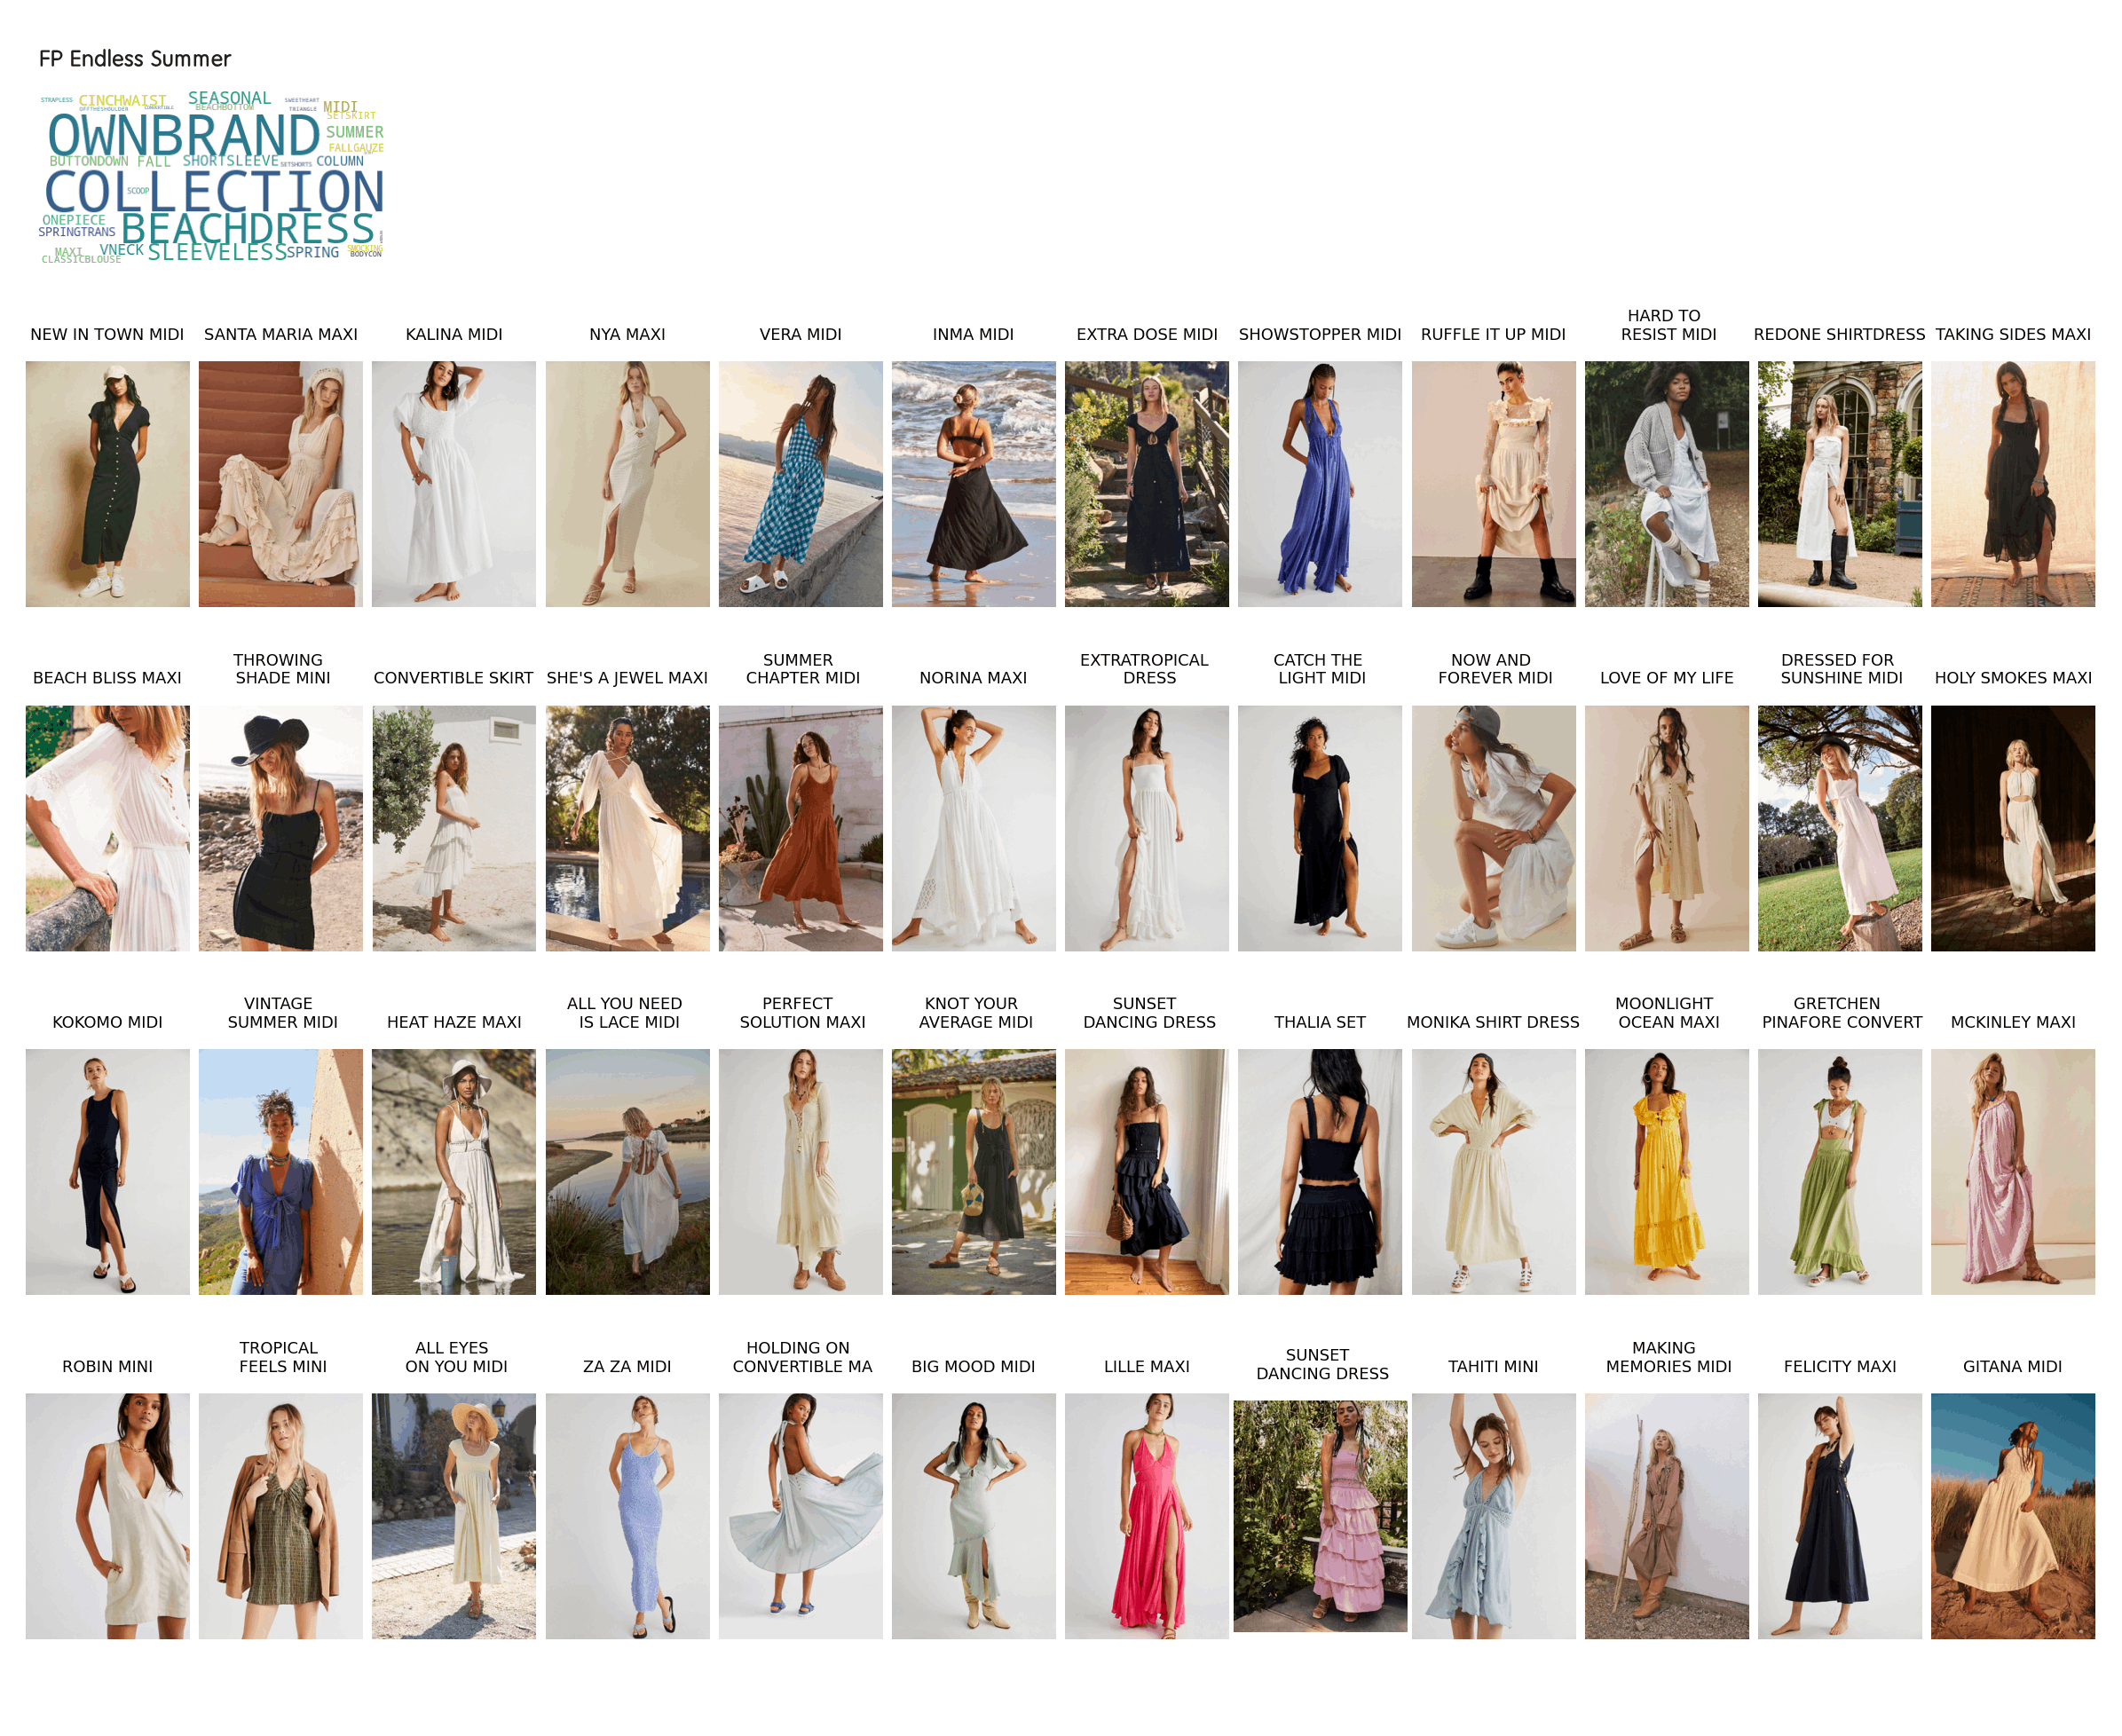 FP Endless Summer
STRAPLESS CINCHWAIST SEASONAL SWEETHEART MIDI
OFFTHESHOULDER CONVERTIBLE BEACHBOTTOM TRIANGLE
SETSKIRT
OWNBRAND SUMMER
FALLGAUZE
BUTTONDOWN FALL SHORTSLEEVE SETSHORTS COLUMN
COLLECTION
SCOOP
ONEPIECE BEACHDRESS
SPRINGTRANS
MAXI VNECK SLEEVELESS SPRING SMOCKING
CLASSICBLOUSE BODYCON
NEW IN TOWN MIDI SANTA MARIA MAXI KALINA MIDI NYA MAXI VERA MIDI INMA MIDI EXTRA DOSE MIDI SHOWSTOPPER MIDI RUFFLE IT UP MIDI HARD TO
RESIST MIDI REDONE SHIRTDRESS TAKING SIDES MAXI
BEACH BLISS MAXI THROWING
SHADE MINI CONVERTIBLE SKIRT SHE'S A JEWEL MAXI SUMMER
CHAPTER MIDI NORINA MAXI EXTRATROPICAL
DRESS CATCH THE
LIGHT MIDI NOW AND
FOREVER MIDI LOVE OF MY LIFE DRESSED FOR
SUNSHINE MIDI HOLY SMOKES MAXI
KOKOMO MIDI VINTAGE
SUMMER MIDI HEAT HAZE MAXI ALL YOU NEED
IS LACE MIDI PERFECT
SOLUTION MAXI KNOT YOUR
AVERAGE MIDI SUNSET
DANCING DRESS THALIA SET MONIKA SHIRT DRESS MOONLIGHT
OCEAN MAXI GRETCHEN
PINAFORE CONVERT MCKINLEY MAXI
ROBIN MINI TROPICAL
FEELS MINI ALL EYES
ON YOU MIDI ZA ZA MIDI HOLDING ON
CONVERTIBLE MA BIG MOOD MIDI LILLE MAXI SUNSET
DANCING DRESS TAHITI MINI MAKING
MEMORIES MIDI FELICITY MAXI GITANA MIDI